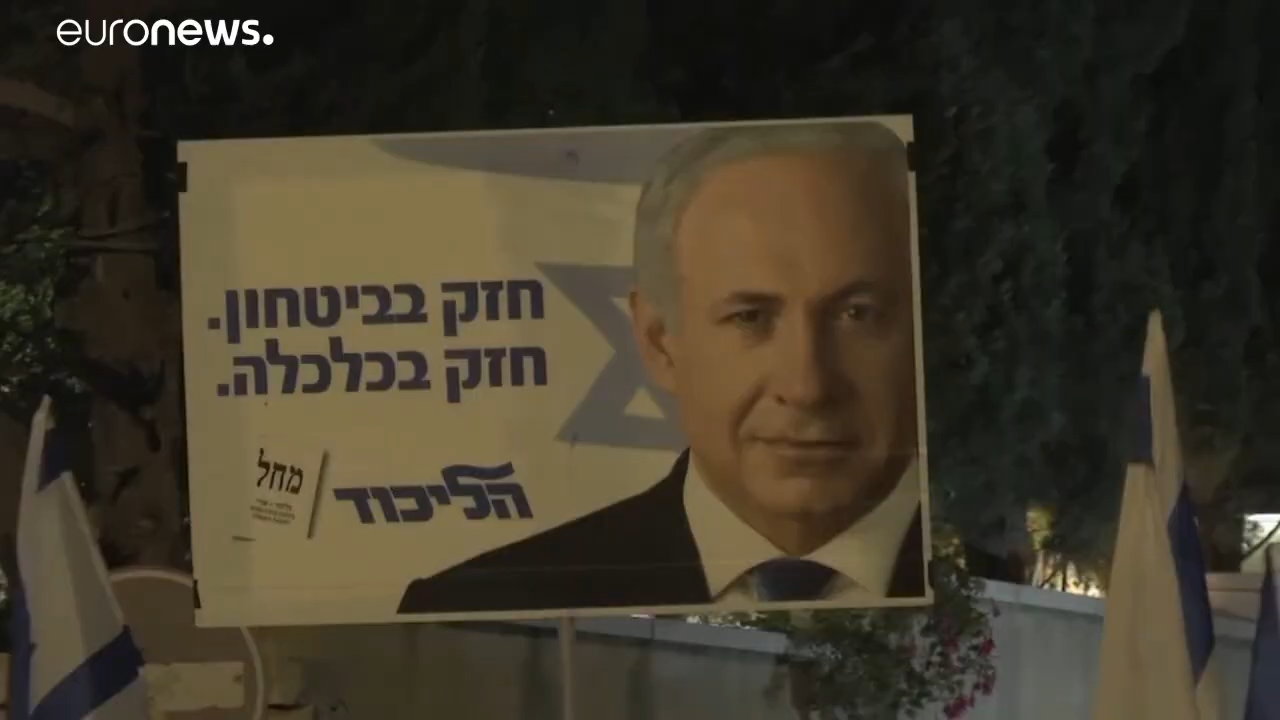 euronews.
חזק בביטחון.
חזק בכלכלה.
מחל
הליכוד